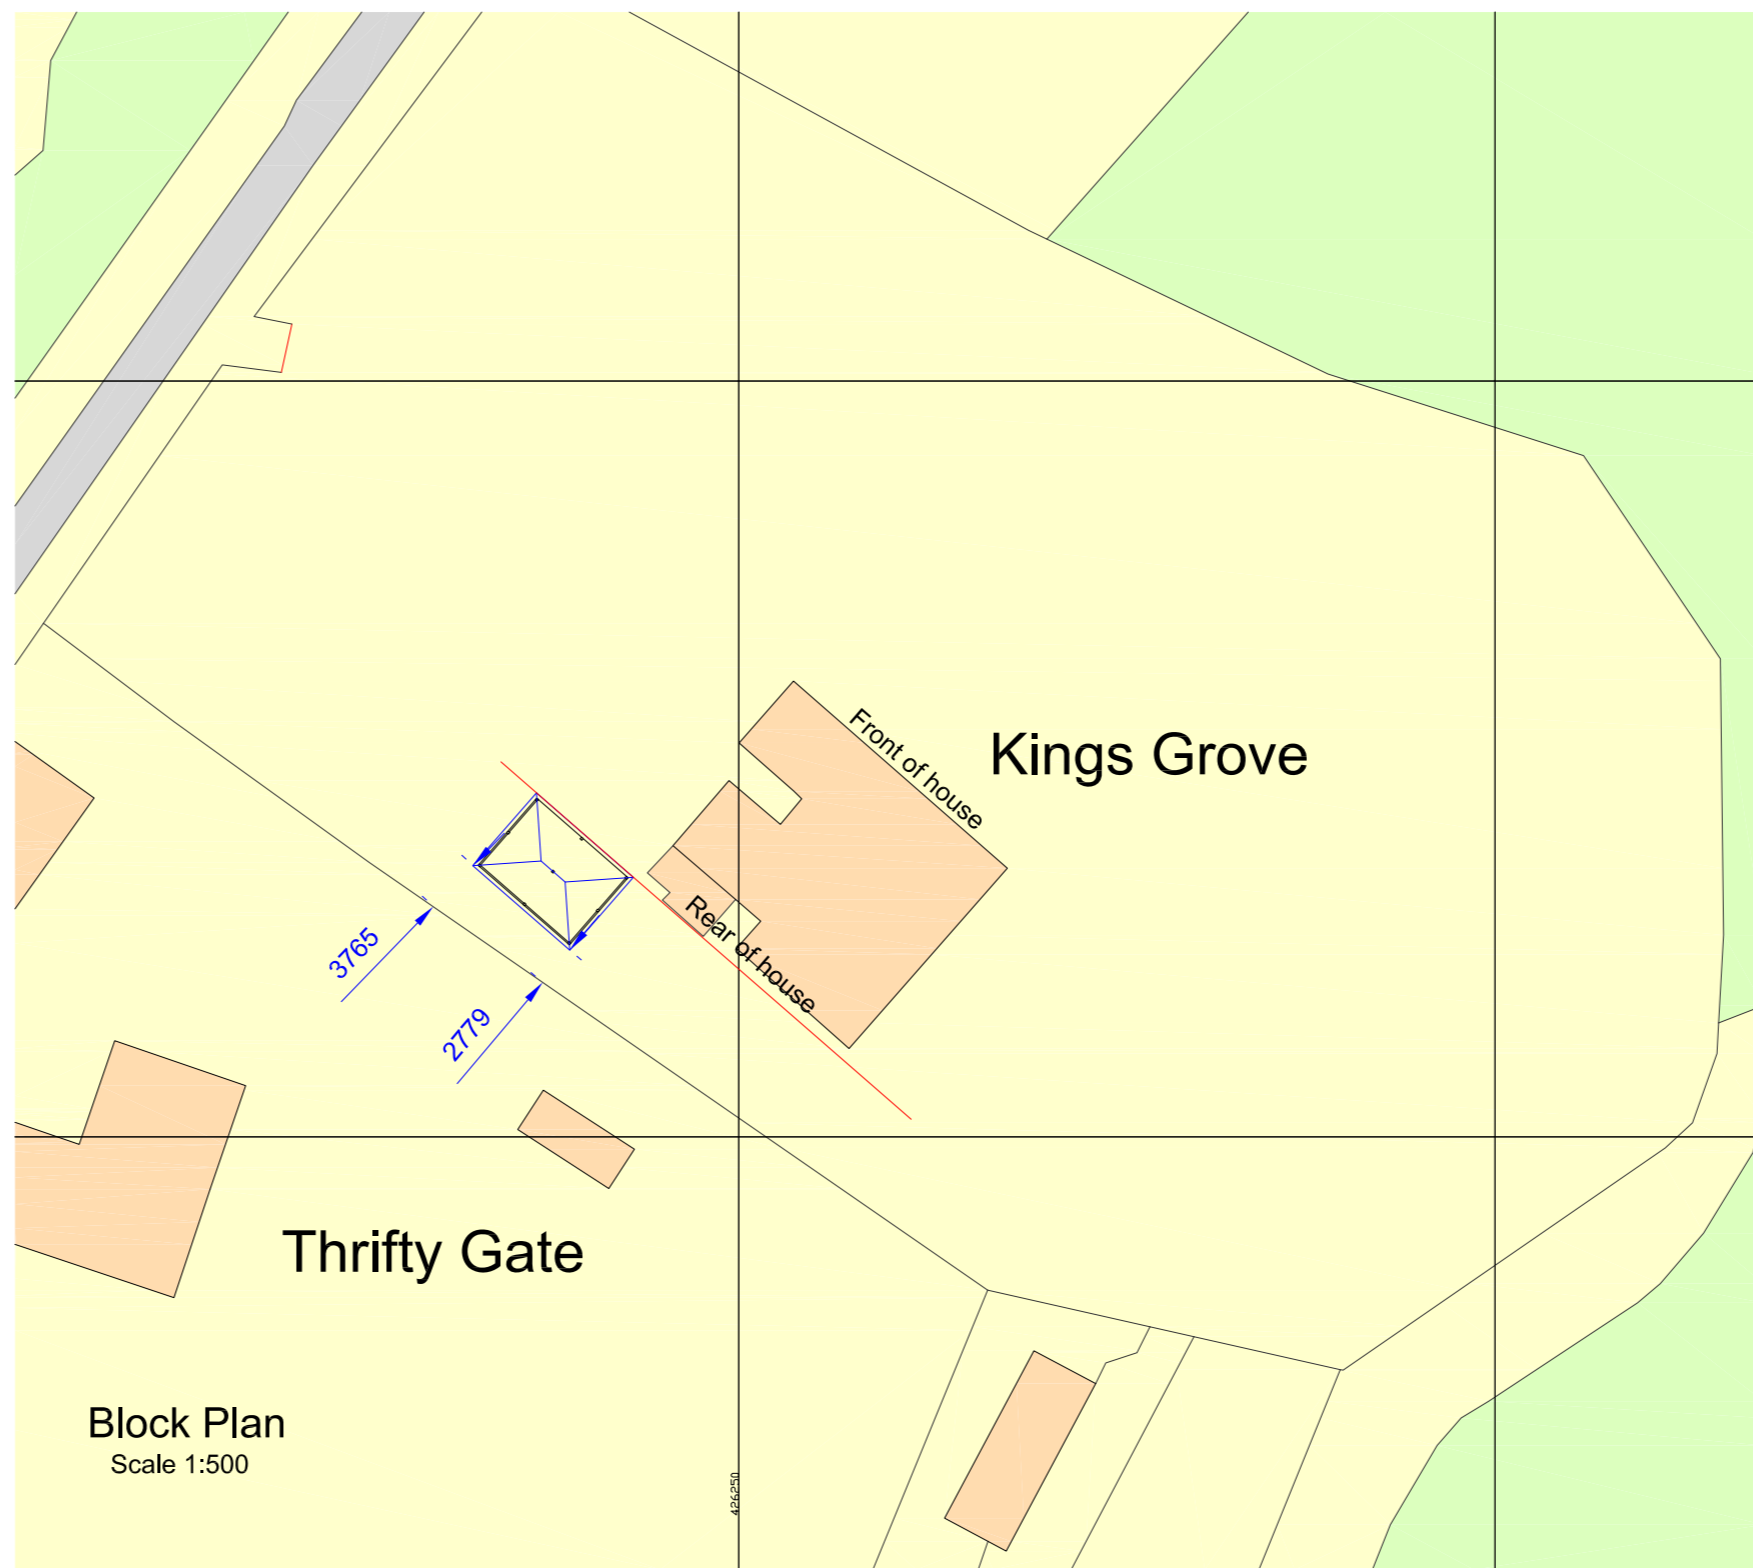 Front of house
Kings Grove
Rear of house
3765
2779
Thrifty Gate
Block Plan
Scale 1:500
426250